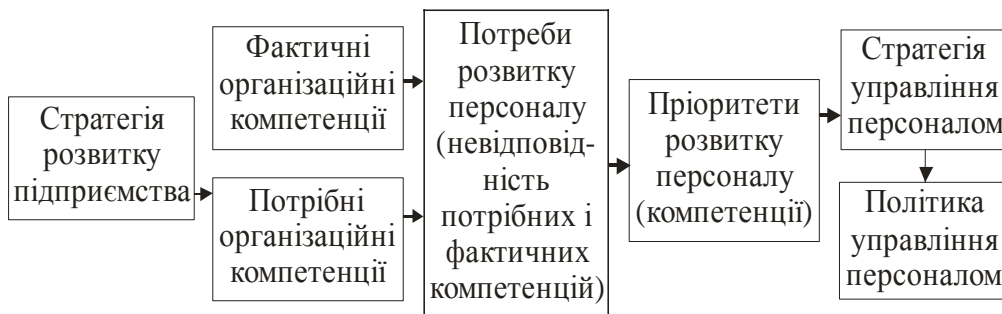 Стратегія
розвитку
підприємства
Фактичні
організаційні
компетенції
Потрібні
організаційні
компетенції
Потреби
розвитку
персоналу
(невідповід-
ність
потрібних і
фактичних
компетенцій)
Пріоритети
розвитку
персоналу
(компетенції)
Стратегія
управління
персоналом
Політика
управління
персоналом